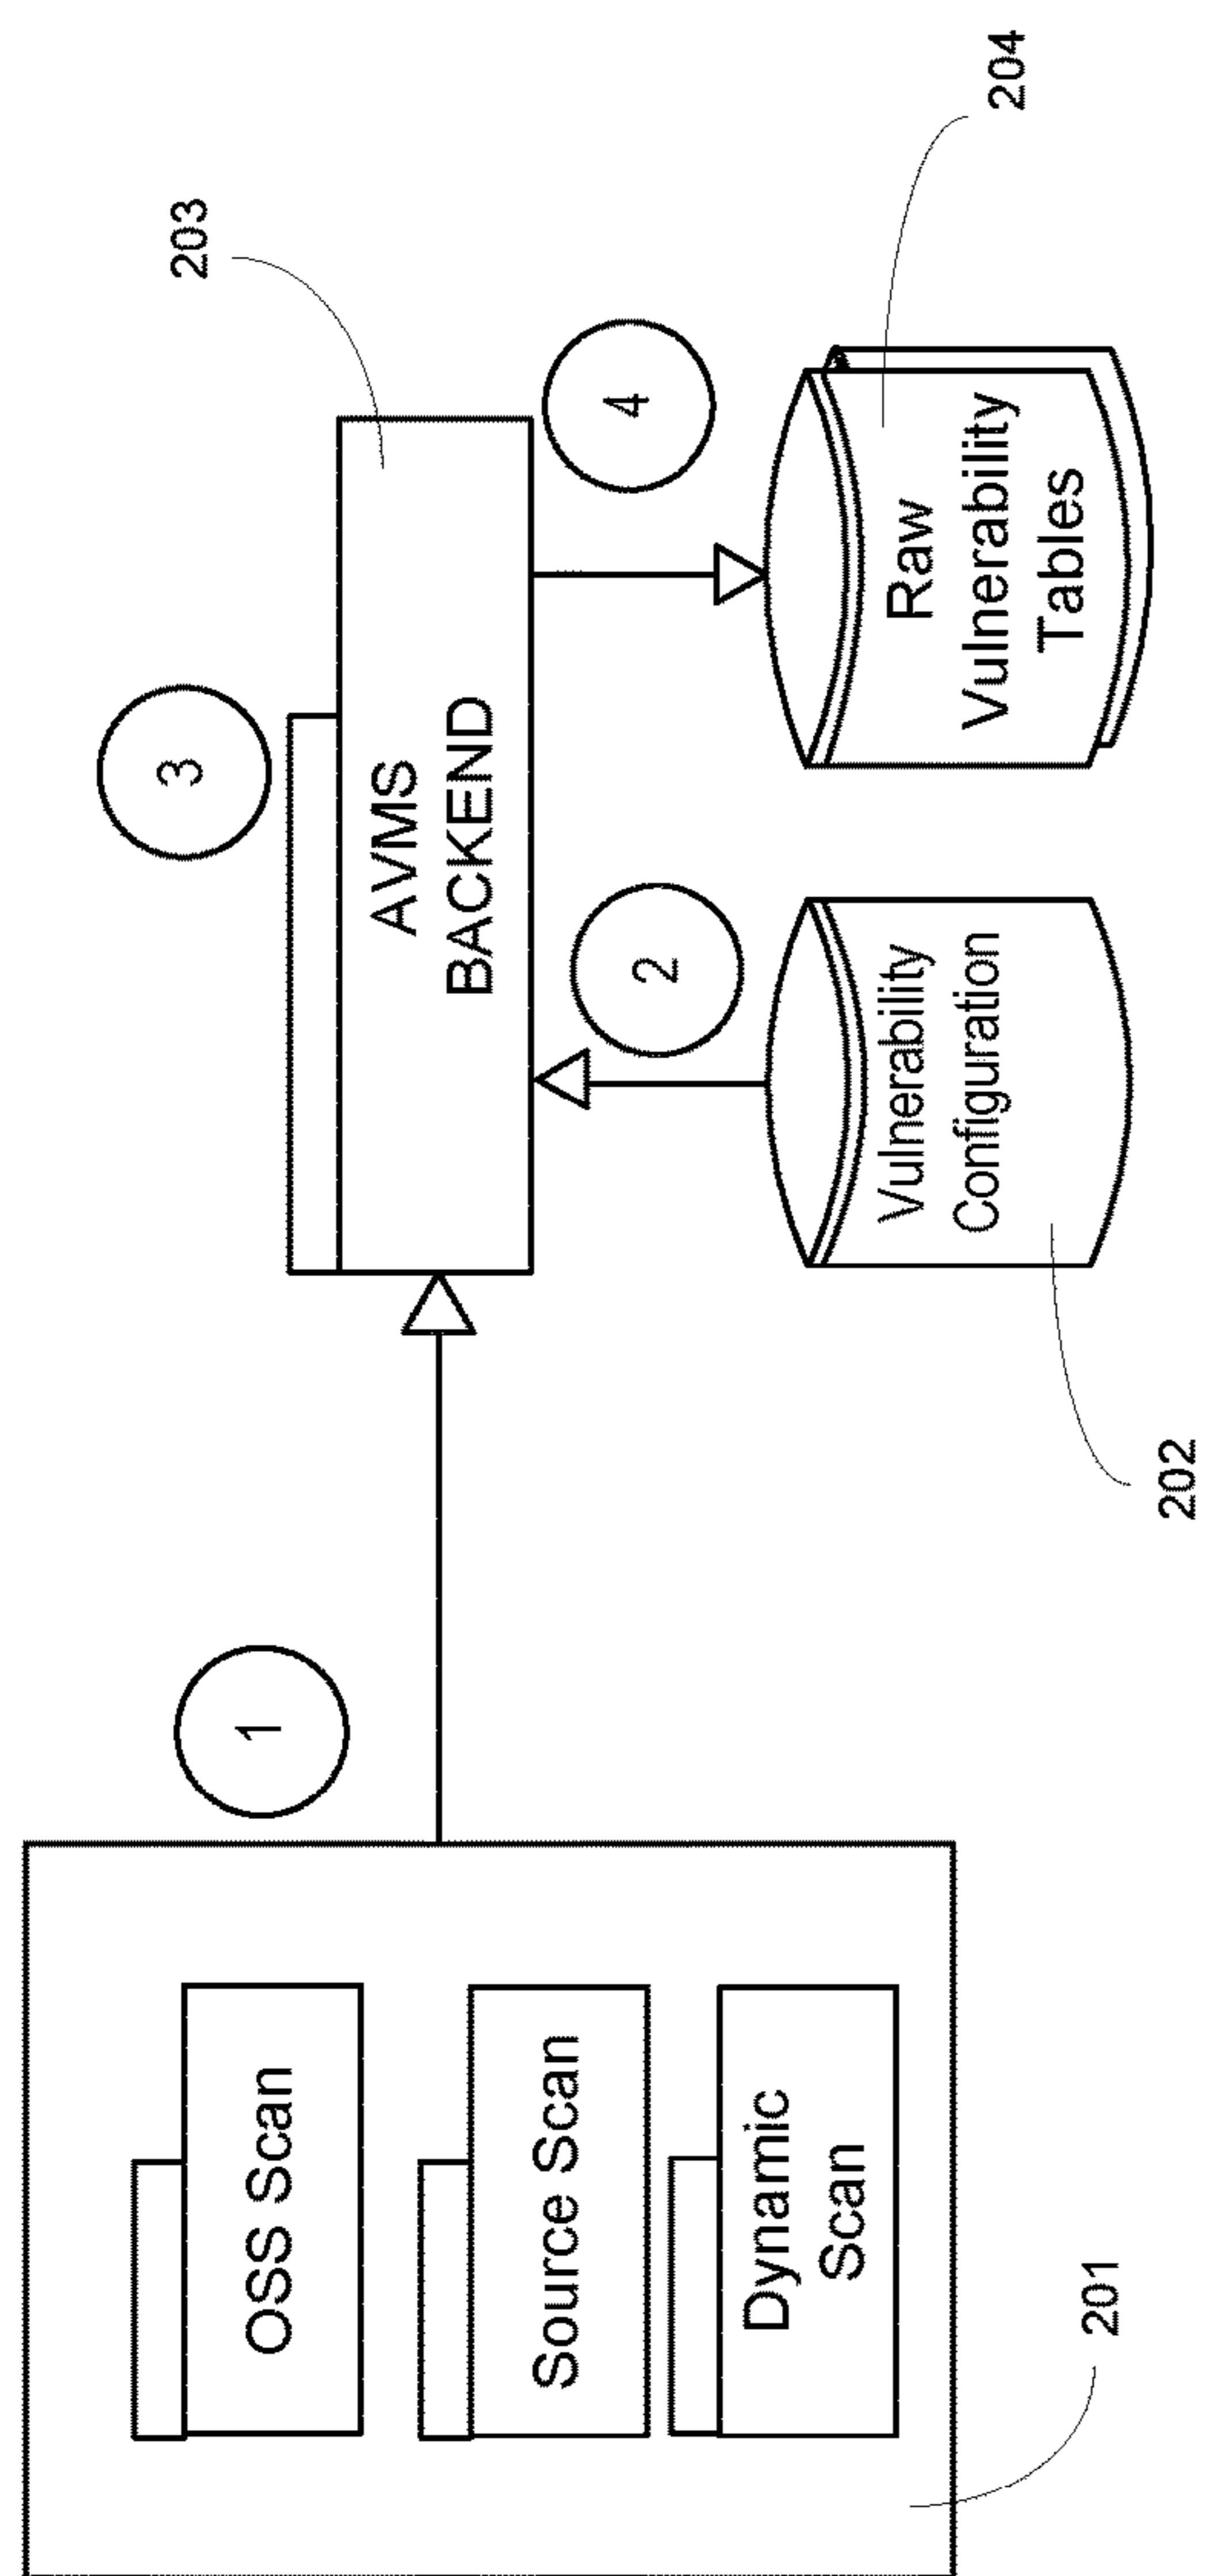 OSS Scan
Source Scan
Dynamic
Scan
201
1
3
AVMS
BACKEND
203
2
4
Vulnerability
Configuration
202
Raw
Vulnerability
Tables
204